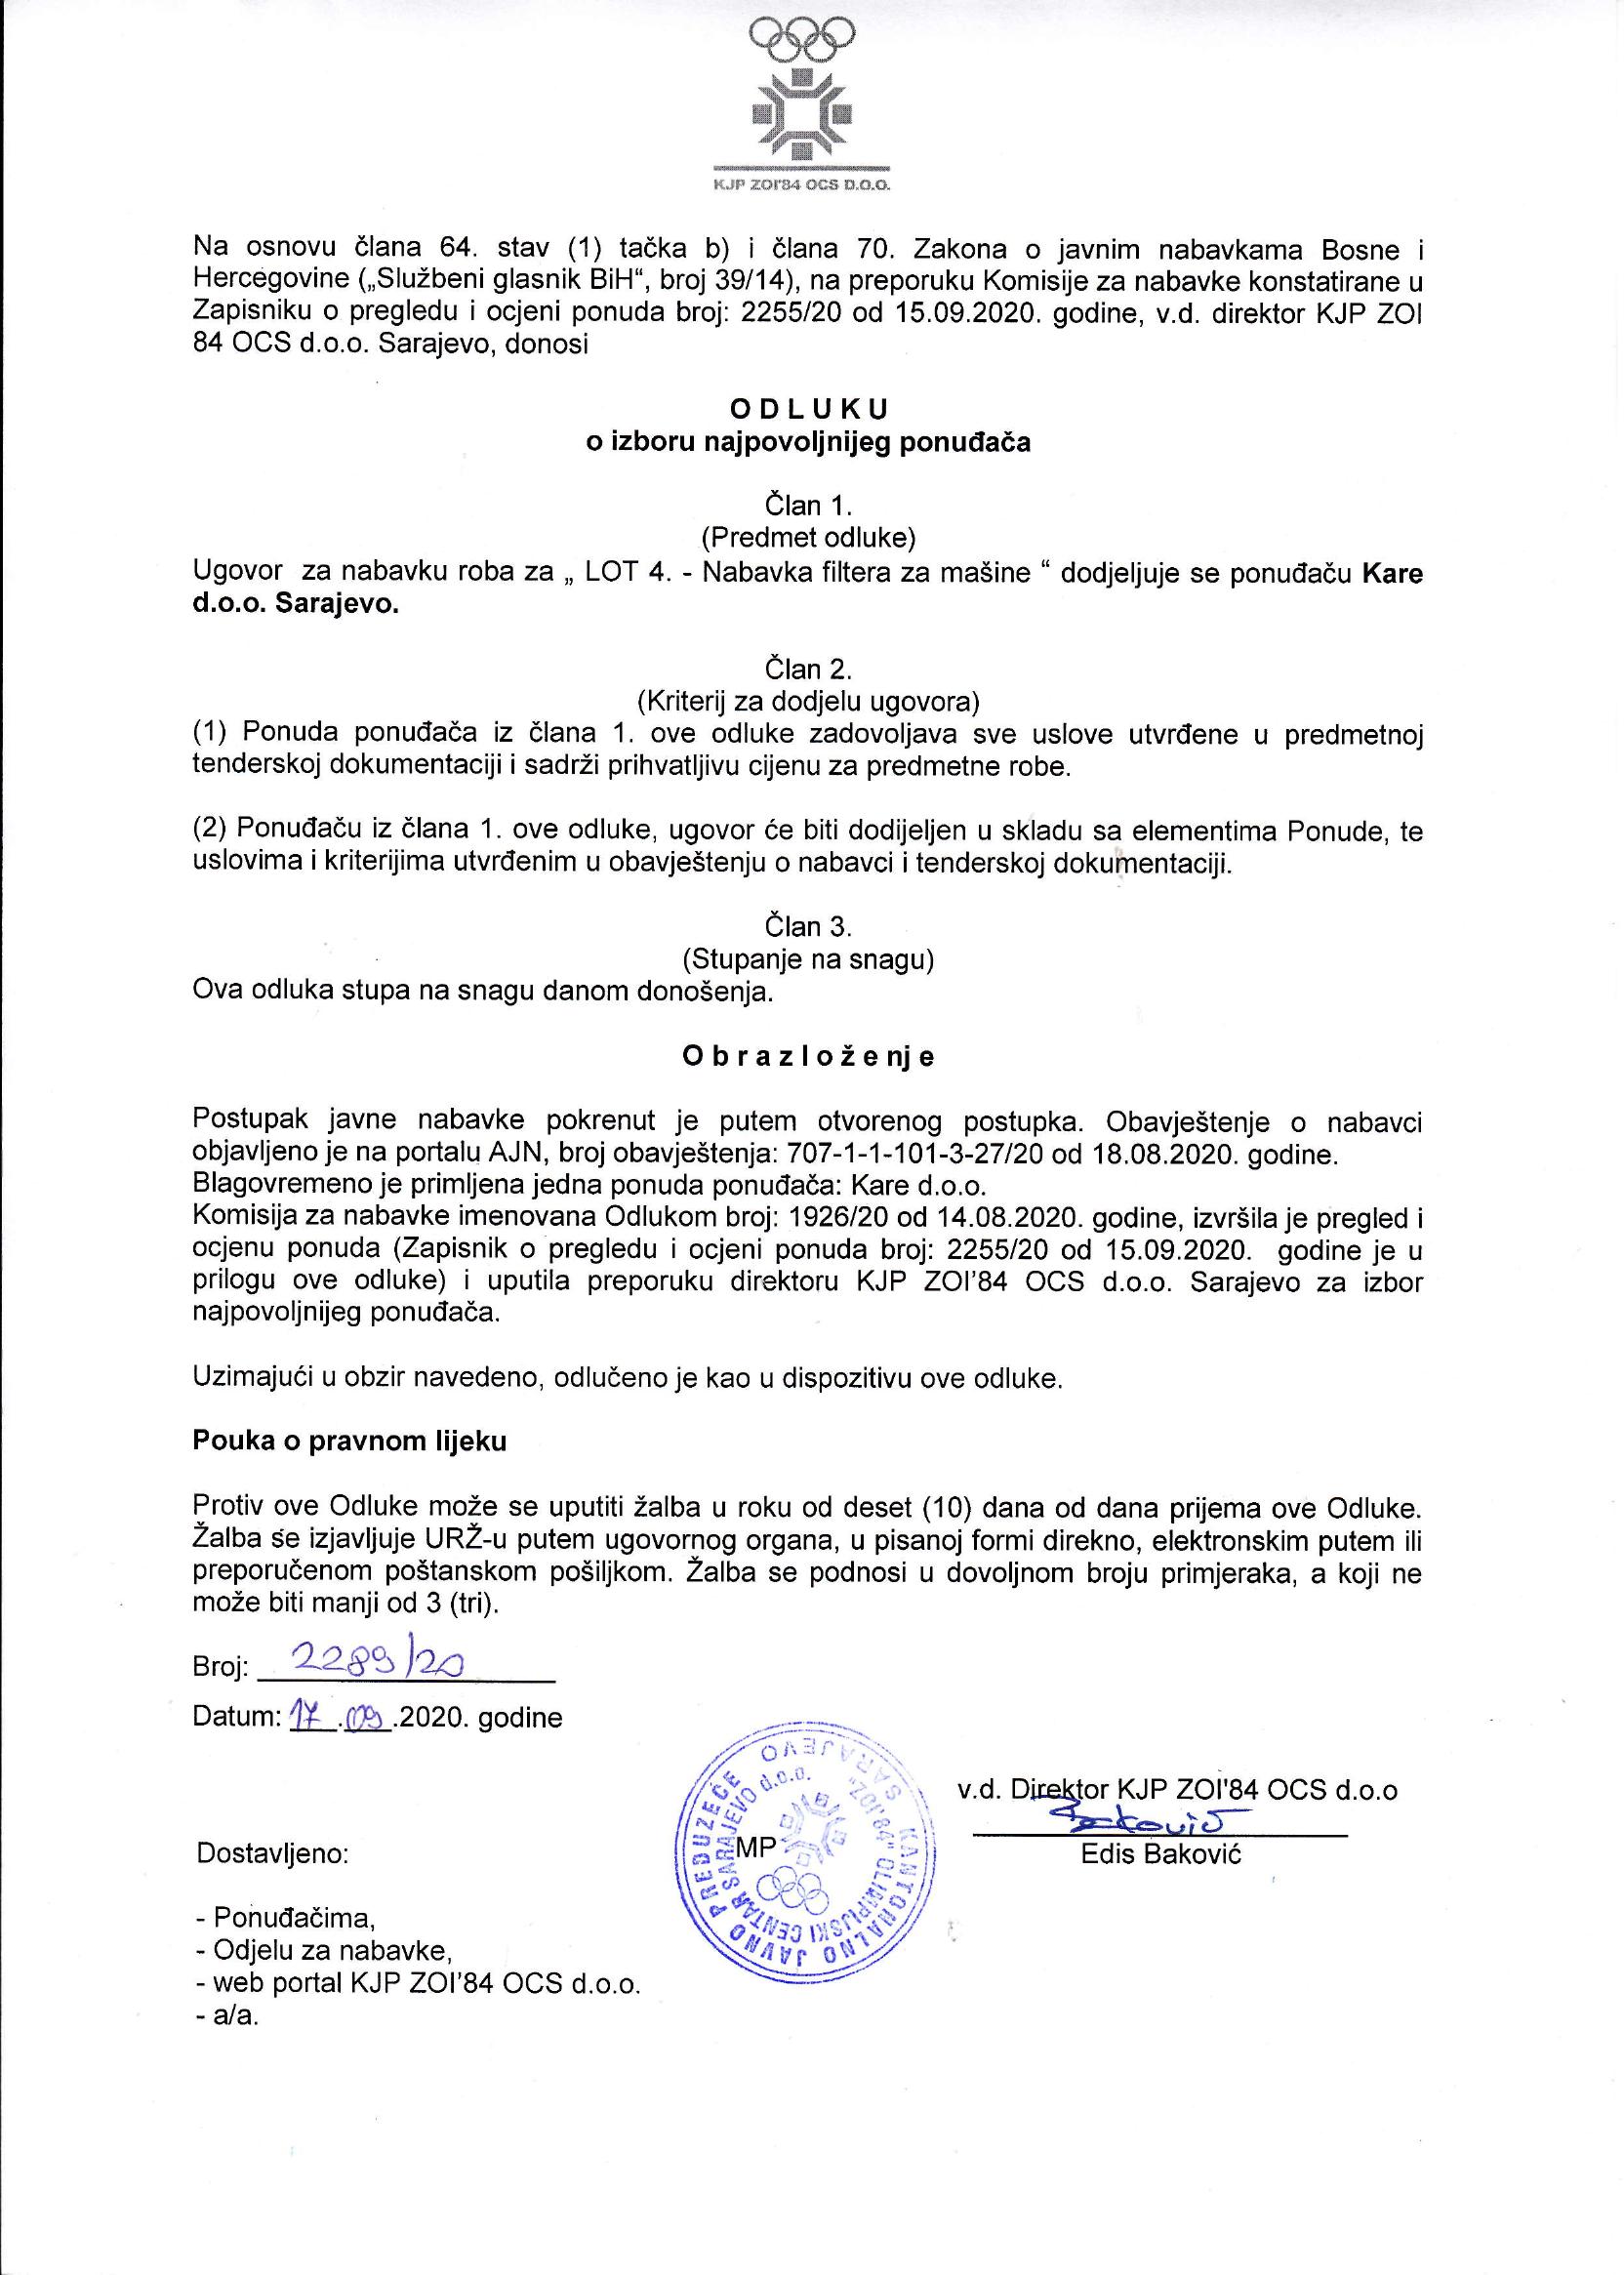 KJP ZOI'84 OCS D.O.O.
Na osnovu člana 64. stav (1) tačka b) i člana 70. Zakona o javnim nabavkama Bosne i
Hercegovine („Službeni glasnik BiH“, broj 39/14), na preporuku Komisije za nabavke konstatirane u
Zapisniku o pregledu i ocjeni ponuda broj: 2255/20 od 15.09.2020. godine, v.d. direktor KJP ZOI
84 OCS d.o.o. Sarajevo, donosi
O D L U K U
o izboru najpovoljnijeg ponuđača
Član 1.
(Predmet odluke)
Ugovor za nabavku roba za „ LOT 4. - Nabavka filtera za mašine “ dodjeljuje se ponuđaču Kare
d.o.o. Sarajevo.
Član 2.
(Kriterij za dodjelu ugovora)
(1) Ponuda ponuđača iz člana 1. ove odluke zadovoljava sve uslove utvrđene u predmetnoj
tenderskoj dokumentaciji i sadrži prihvatljivu cijenu za predmetne robe.
(2) Ponuđaču iz člana 1. ove odluke, ugovor će biti dodijeljen u skladu sa elementima Ponude, te
uslovima i kriterijima utvrđenim u obavještenju o nabavci i tenderskoj dokumentaciji.
Član 3.
(Stupanje na snagu)
Ova odluka stupa na snagu danom donošenja.
O b r a z l o ž e nj e
Postupak javne nabavke pokrenut je putem otvorenog postupka. Obavještenje o nabavci
objavljeno je na portalu AJN, broj obavještenja: 707-1-1-101-3-27/20 od 18.08.2020. godine.
Blagovremeno je primljena jedna ponuda ponuđača: Kare d.o.o.
Komisija za nabavke imenovana Odlukom broj: 1926/20 od 14.08.2020. godine, izvršila je pregled i
ocjenu ponuda (Zapisnik o pregledu i ocjeni ponuda broj: 2255/20 od 15.09.2020. godine je u
prilogu ove odluke) i uputila preporuku direktoru KJP ZOI’84 OCS d.o.o. Sarajevo za izbor
najpovoljnijeg ponuđača.
Uzimajući u obzir navedeno, odlučeno je kao u dispozitivu ove odluke.
Pouka o pravnom lijeku
Protiv ove Odluke može se uputiti žalba u roku od deset (10) dana od dana prijema ove Odluke.
Žalba se izjavljuje URŽ-u putem ugovornog organa, u pisanoj formi direkno, elektronskim putem ili
preporučenom poštanskom pošiljkom. Žalba se podnosi u dovoljnom broju primjeraka, a koji ne
može biti manji od 3 (tri).
Broj: 2289/20
Datum: 17.09.2020. godine
KANTONALNO JAVNO PREDUZEĆE SARAJEVO
"ZOI'84" OLIMPIJSKI CENTAR SARAJEVO d.o.o.
v.d. Direktor KJP ZOI'84 OCS d.o.o
Baković
MP
Edis Baković
Dostavljeno:
- Ponuđačima,
- Odjelu za nabavke,
- web portal KJP ZOI’84 OCS d.o.o.
- a/a.